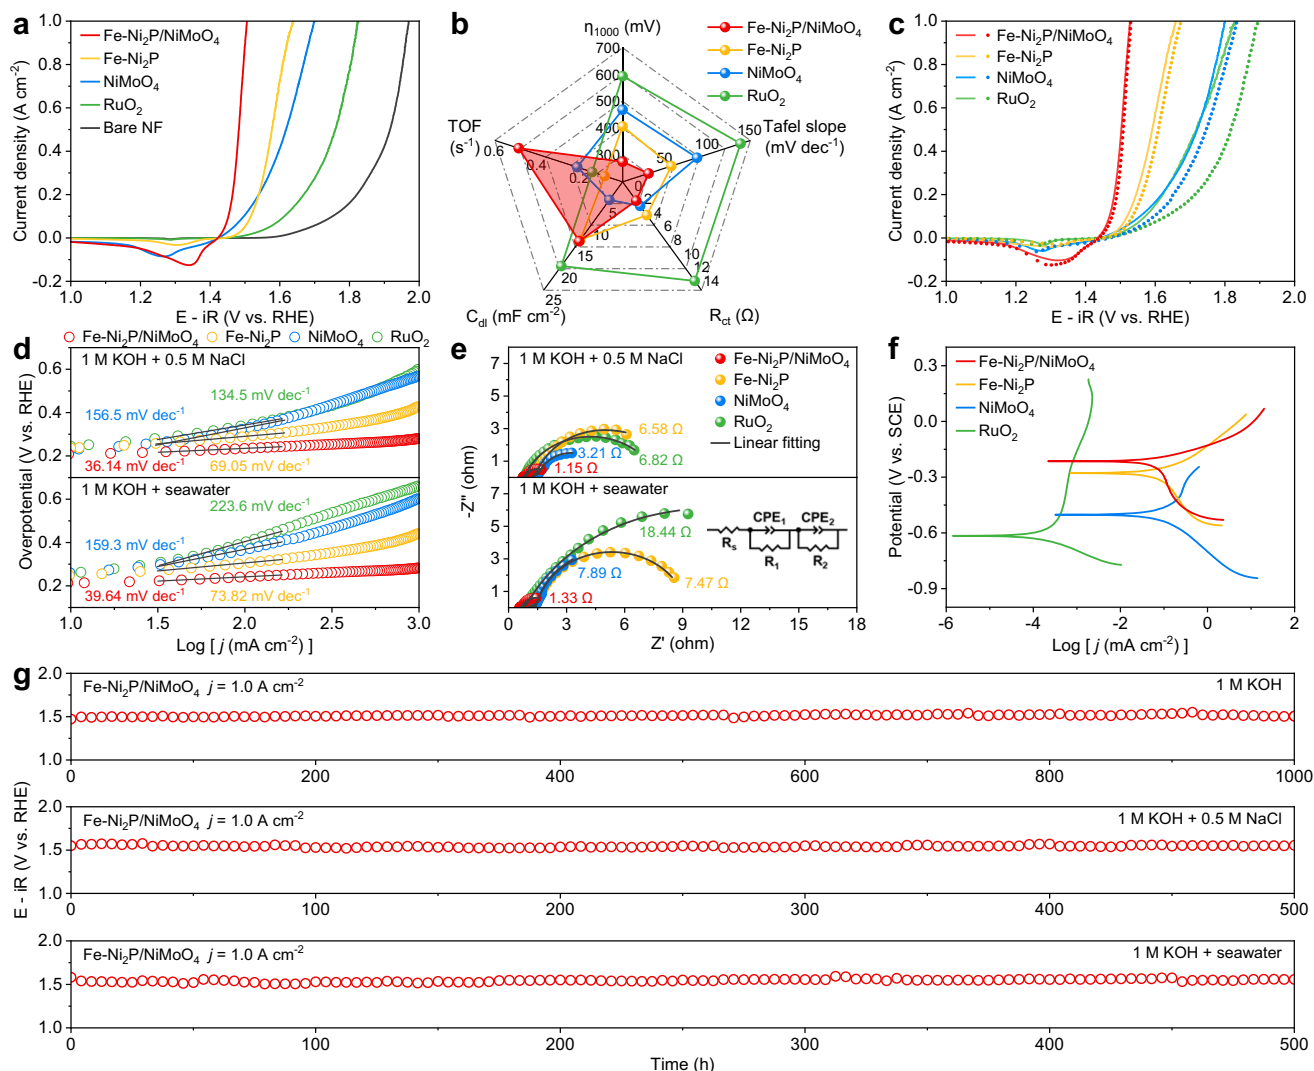 a
Current density (A cm⁻²)
1.0
0.8
0.6
0.4
0.2
0.0
-0.2
Fe-Ni₂P/NiMoO₄
Fe-Ni₂P
NiMoO₄
RuO₂
Bare NF
1.0 1.2 1.4 1.6 1.8 2.0
E - iR (V vs. RHE)
b
η₁₀₀₀ (mV)
700
600
500
400
300
Fe-Ni₂P/NiMoO₄
Fe-Ni₂P
NiMoO₄
RuO₂
Tafel slope
(mV dec⁻¹)
150
100
50
0
TOF
(s⁻¹)
0.6
0.4
0.2
2
4
6
8
10
12
14
R_ct (Ω)
5
10
15
20
25
C_dl (mF cm⁻²)
c
Current density (A cm⁻²)
1.0
0.8
0.6
0.4
0.2
0.0
-0.2
Fe-Ni₂P/NiMoO₄
Fe-Ni₂P
NiMoO₄
RuO₂
1.0 1.2 1.4 1.6 1.8 2.0
E - iR (V vs. RHE)
d
Fe-Ni₂P/NiMoO₄ Fe-Ni₂P NiMoO₄ RuO₂
Overpotential (V vs. RHE)
1 M KOH + 0.5 M NaCl
0.6
0.4
0.2
134.5 mV dec⁻¹
156.5 mV dec⁻¹
36.14 mV dec⁻¹
69.05 mV dec⁻¹
1 M KOH + seawater
0.6
0.4
0.2
223.6 mV dec⁻¹
159.3 mV dec⁻¹
39.64 mV dec⁻¹
73.82 mV dec⁻¹
1.0 1.5 2.0 2.5 3.0
Log [ j (mA cm⁻²) ]
e
-Z'' (ohm)
1 M KOH + 0.5 M NaCl
7
5
3
1
Fe-Ni₂P/NiMoO₄
Fe-Ni₂P
NiMoO₄
RuO₂
Linear fitting
6.58 Ω
3.21 Ω
1.15 Ω
6.82 Ω
1 M KOH + seawater
7
5
3
1
CPE₁ CPE₂
R_s
R₁ R₂
18.44 Ω
7.89 Ω
7.47 Ω
1.33 Ω
0 3 6 9 12 15 18
Z' (ohm)
f
Potential (V vs. SCE)
0.3
0.0
-0.3
-0.6
-0.9
Fe-Ni₂P/NiMoO₄
Fe-Ni₂P
NiMoO₄
RuO₂
-6 -4 -2 0 2
Log [ j (mA cm⁻²) ]
g
E - iR (V vs. RHE)
2.0
1.5
1.0
Fe-Ni₂P/NiMoO₄ j = 1.0 A cm⁻²
1 M KOH
0 200 400 600 800 1000
2.0
1.5
1.0
Fe-Ni₂P/NiMoO₄ j = 1.0 A cm⁻²
1 M KOH + 0.5 M NaCl
0 100 200 300 400 500
2.0
1.5
1.0
Fe-Ni₂P/NiMoO₄ j = 1.0 A cm⁻²
1 M KOH + seawater
0 100 200 300 400 500
Time (h)